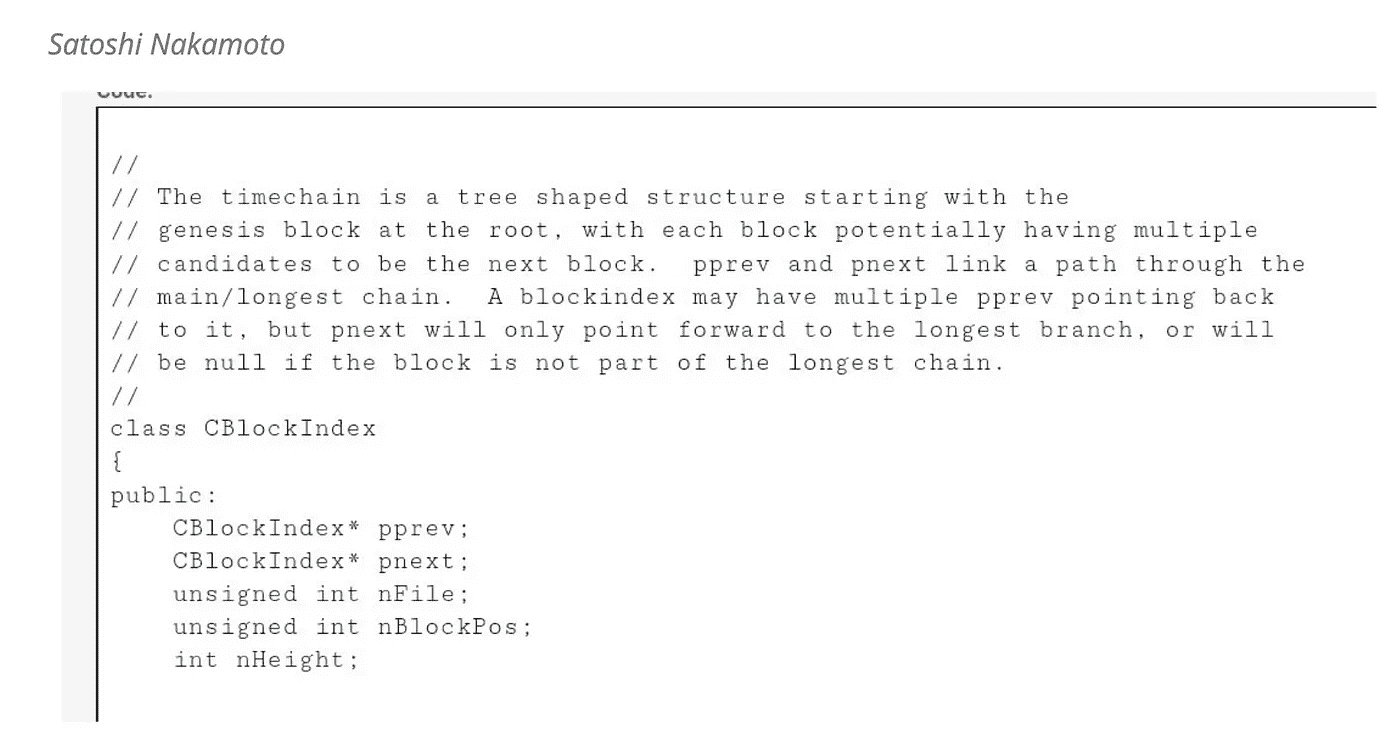 Satoshi Nakamoto
Code:
//
// The timechain is a tree shaped structure starting with the
// genesis block at the root, with each block potentially having multiple
// candidates to be the next block.  pprev and pnext link a path through the
// main/longest chain.  A blockindex may have multiple pprev pointing back
// to it, but pnext will only point forward to the longest branch, or will
// be null if the block is not part of the longest chain.
//
class CBlockIndex
{
public:
    CBlockIndex* pprev;
    CBlockIndex* pnext;
    unsigned int nFile;
    unsigned int nBlockPos;
    int nHeight;